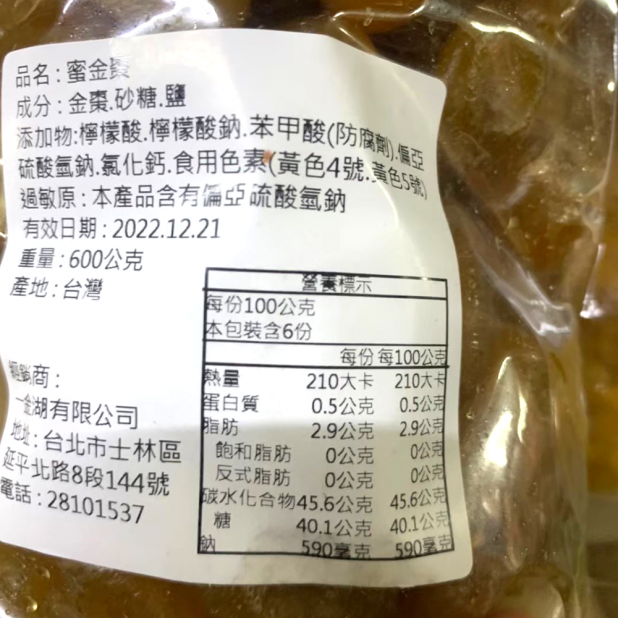 品名:蜜金棗
成分:金棗.砂糖.鹽
添加物:檸檬酸.檸檬酸鈉.苯甲酸(防腐劑).偏亞
硫酸氫鈉.氯化鈣.食用色素(黃色4號.黃色5號)
過敏原:本產品含有偏亞硫酸氫鈉
有效日期:2022.12.21
重量:600公克
產地:台灣
商:
湖有限公司
地址:台北市士林區
延平北路8段144號
電話:28101537
營養標示
每份100公克
本包裝含6份
每份 每100公克
熱量 210大卡 210大卡
蛋白質 0.5公克 0.5公克
脂肪 2.9公克 2.9公克
飽和脂肪 0公克 0公克
反式脂肪 0公克 0公克
碳水化合物 45.6公克 45.6公克
糖 40.1公克 40.1公克
鈉 590毫克 590毫克